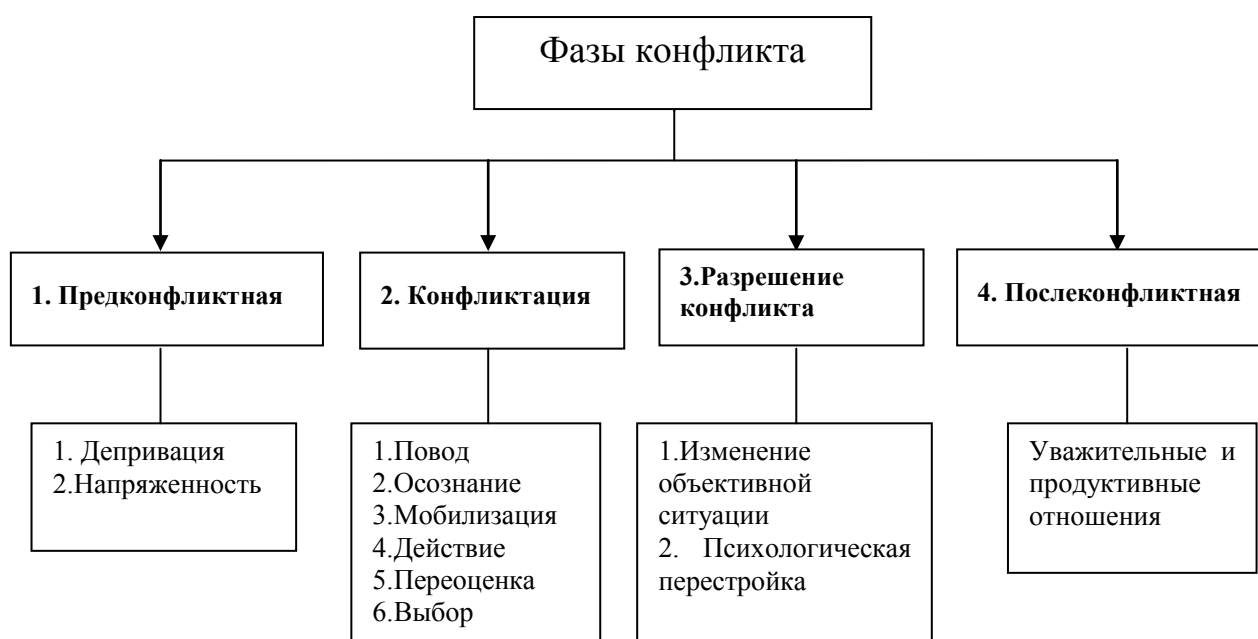 Фазы конфликта
1. Предконфликтная
2. Конфликтация
3.Разрешение
конфликта
4. Послеконфликтная
1. Депривация
2.Напряженность
1.Повод
2.Осознание
3.Мобилизация
4.Действие
5.Переоценка
6.Выбор
1.Изменение
объективной
ситуации
2. Психологическая
перестройка
Уважительные и
продуктивные
отношения